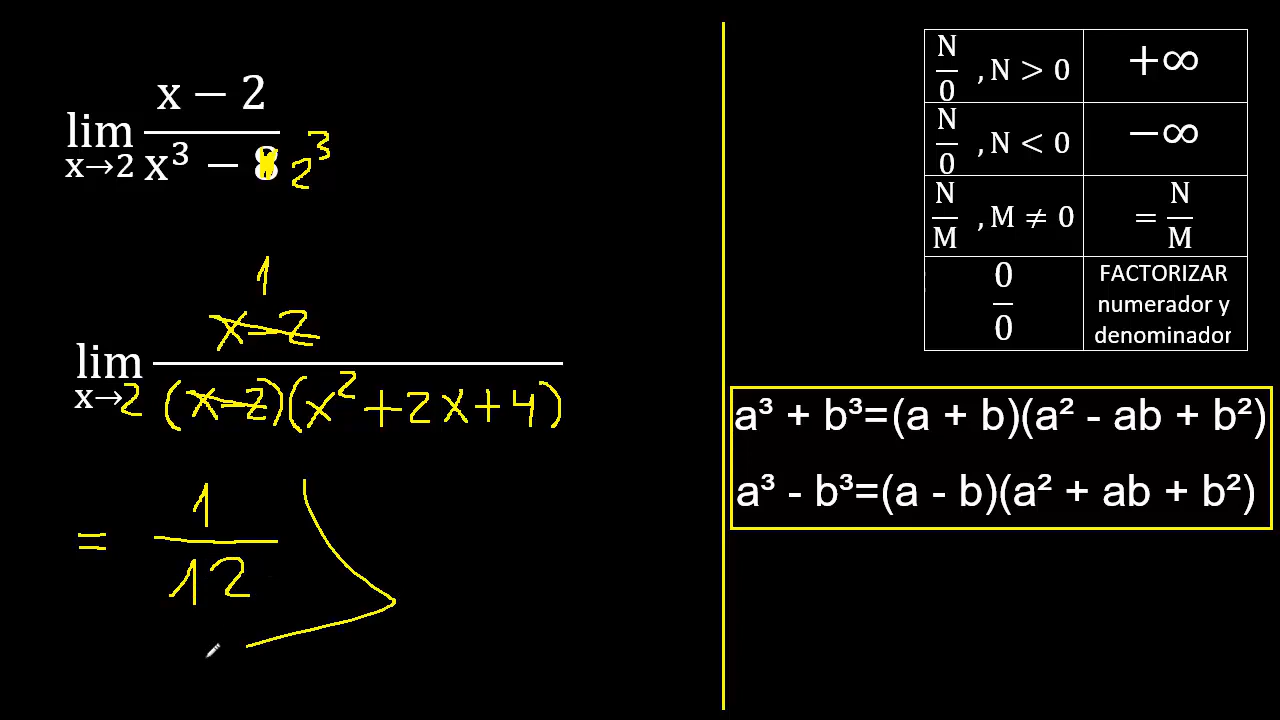 lim x→2 (x − 2)/(x³ − 8) 2³
1
lim x→2 (x−2)/((x−2)(x²+2x+4))
= 1/12
N/0 , N > 0 +∞
N/0 , N < 0 −∞
N/M , M ≠ 0 = N/M
0/0 FACTORIZAR
numerador y
denominador
a³ + b³=(a + b)(a² - ab + b²)
a³ - b³=(a - b)(a² + ab + b²)